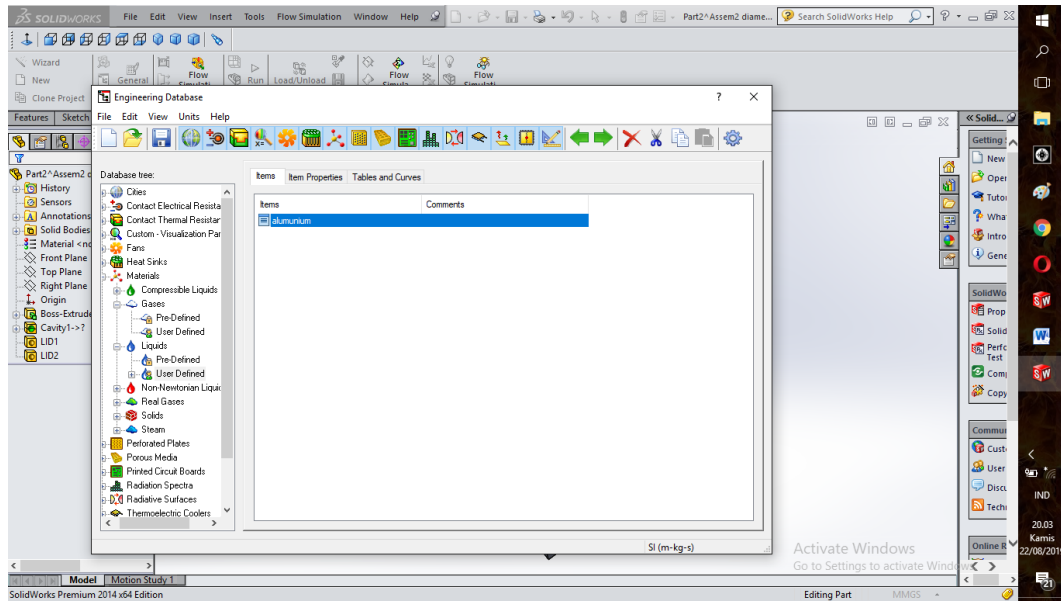 SOLIDWORKS File Edit View Insert Tools Flow Simulation Window Help Part2^Assem2 diame... Search SolidWorks Help
Wizard
New
Clone Project
General
Flow
Run
Load/Unload
Flow
Flow
Features Sketch
Part2^Assem2 d
History
Sensors
Annotations
Solid Bodies
Material <no
Front Plane
Top Plane
Right Plane
Origin
Boss-Extrude
Cavity1->?
LID1
LID2
Engineering Database ? X
File Edit View Units Help
Database tree:
Cities
Contact Electrical Resista
Contact Thermal Resistar
Custom - Visualization Par
Fans
Heat Sinks
Materials
Compressible Liquids
Gases
Pre-Defined
User Defined
Liquids
Pre-Defined
User Defined
Non-Newtonian Liquic
Real Gases
Solids
Steam
Perforated Plates
Porous Media
Printed Circuit Boards
Radiation Spectra
Radiative Surfaces
Thermoelectric Coolers
Items Item Properties Tables and Curves
Items Comments
alumunium
SI (m-kg-s)
« Solid...
Getting
New
Oper
Tuto
Wha
Intro
Gene
SolidWo
Prop
Solid
Perfc
Test
Comp
Copy
Commu
Cust
User
Discu
Tech
Online R
Activate Windows
Go to Settings to activate Windows.
Model Motion Study 1
SolidWorks Premium 2014 x64 Edition Editing Part MMGS
IND
20.03
Kamis
22/08/2019
21